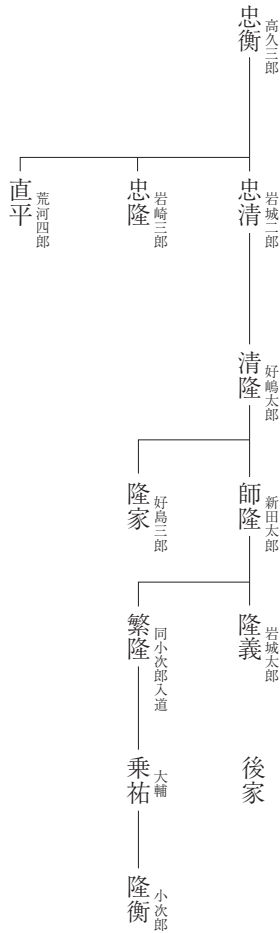 高久三郎
忠衡
岩城二郎
忠清
岩崎三郎
忠隆
荒河四郎
直平
好嶋太郎
清隆
新田太郎
師隆
好島三郎
隆家
岩城太郎
隆義
後家
同小次郎入道
繁隆
大輔
乗祐
小次郎
隆衡